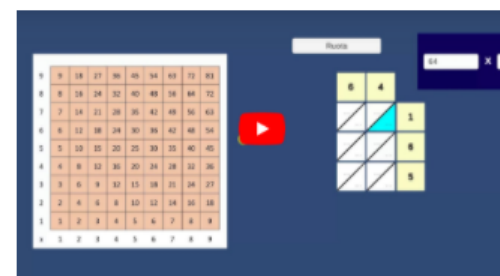 Ruota
64 X
6 4
1
6
5
9 9 18 27 36 45 54 63 72 81
8 8 16 24 32 40 48 56 64 72
7 7 14 21 28 35 42 49 56 63
6 6 12 18 24 30 36 42 48 54
5 5 10 15 20 25 30 35 40 45
4 4 8 12 16 20 24 28 32 36
3 3 6 9 12 15 18 21 24 27
2 2 4 6 8 10 12 14 16 18
1 1 2 3 4 5 6 7 8 9
x 1 2 3 4 5 6 7 8 9